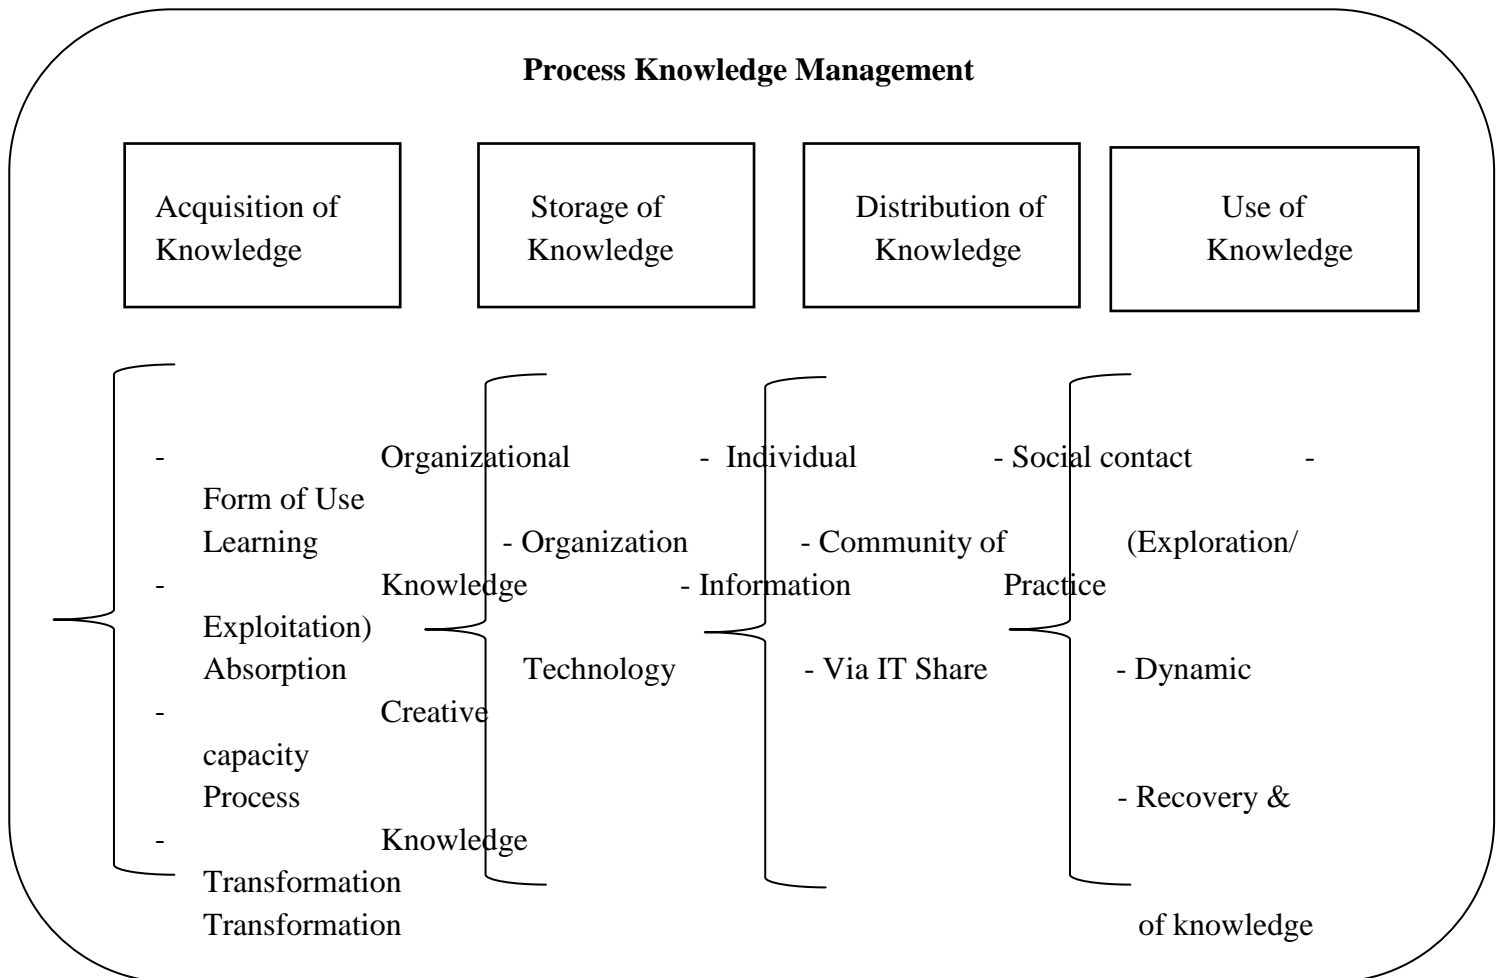 Process Knowledge Management
Acquisition of
Knowledge
Storage of
Knowledge
Distribution of
Knowledge
Use of
Knowledge
- Organizational - Individual - Social contact -
Form of Use
Learning - Organization - Community of (Exploration/
- Knowledge - Information Practice
Exploitation)
Absorption Technology - Via IT Share - Dynamic
- Creative
capacity
Process - Recovery &
- Knowledge
Transformation
Transformation of knowledge